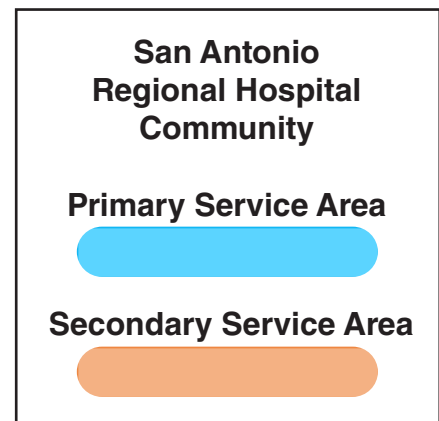 San Antonio
Regional Hospital
Community
Primary Service Area
Secondary Service Area